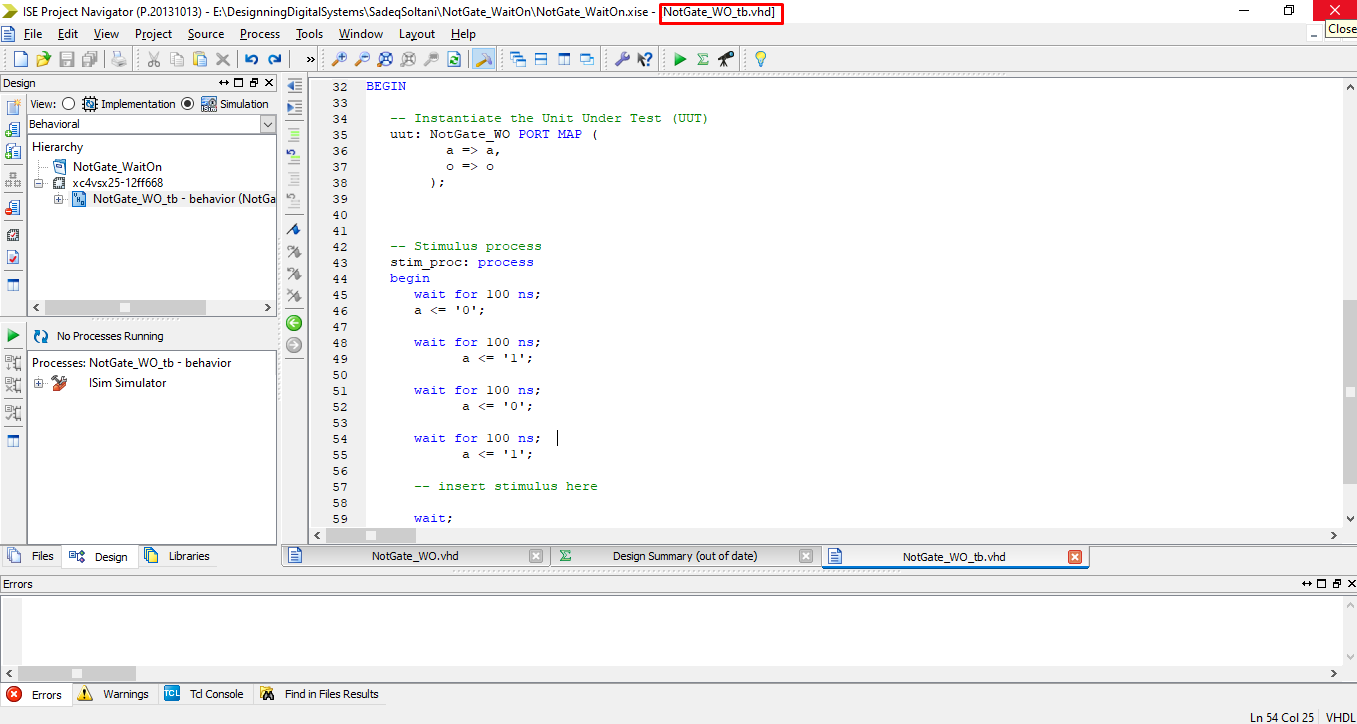 ISE Project Navigator (P.20131013) - E:\DesignningDigitalSystems\SadeqSoltani\NotGate_WaitOn\NotGate_WaitOn.xise - [NotGate_WO_tb.vhd]
Close
File Edit View Project Source Process Tools Window Layout Help
»
Design
View: Implementation Simulation
Behavioral
Hierarchy
NotGate_WaitOn
xc4vsx25-12ff668
NotGate_WO_tb - behavior (NotGa
No Processes Running
Processes: NotGate_WO_tb - behavior
ISim Simulator
Files Design Libraries
32 BEGIN
33
34 -- Instantiate the Unit Under Test (UUT)
35 uut: NotGate_WO PORT MAP (
36 a => a,
37 o => o
38 );
39
40
41
42 -- Stimulus process
43 stim_proc: process
44 begin
45 wait for 100 ns;
46 a <= '0';
47
48 wait for 100 ns;
49 a <= '1';
50
51 wait for 100 ns;
52 a <= '0';
53
54 wait for 100 ns;
55 a <= '1';
56
57 -- insert stimulus here
58
59 wait;
NotGate_WO.vhd Design Summary (out of date) NotGate_WO_tb.vhd
Errors
Errors Warnings TCL Tcl Console Find in Files Results
Ln 54 Col 25 VHDL